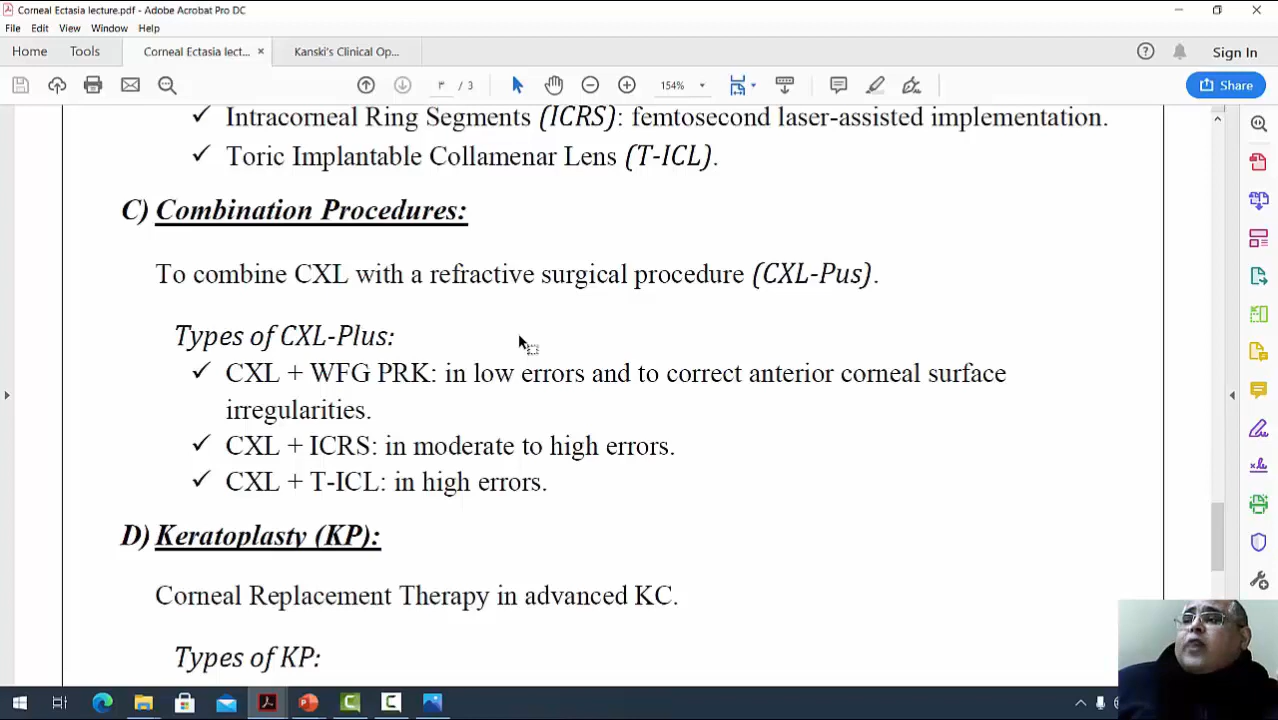 Corneal Ectasia lecture.pdf - Adobe Acrobat Pro DC
File Edit View Window Help
Home Tools Corneal Ectasia lect... × Kanski's Clinical Op... Sign In
٣ / 3 154% Share
✓ Intracorneal Ring Segments (ICRS): femtosecond laser-assisted implementation.
✓ Toric Implantable Collamenar Lens (T-ICL).
C) Combination Procedures:
To combine CXL with a refractive surgical procedure (CXL-Pus).
Types of CXL-Plus:
✓ CXL + WFG PRK: in low errors and to correct anterior corneal surface
irregularities.
✓ CXL + ICRS: in moderate to high errors.
✓ CXL + T-ICL: in high errors.
D) Keratoplasty (KP):
Corneal Replacement Therapy in advanced KC.
Types of KP: